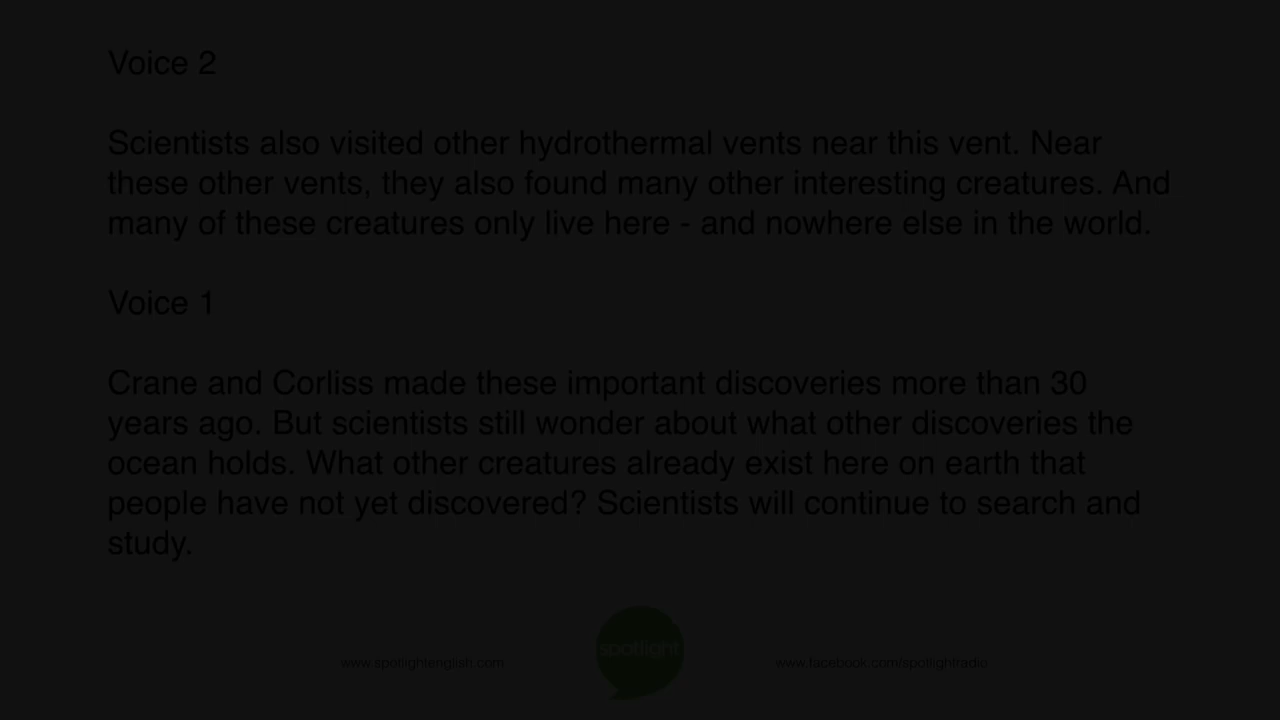 Voice 2
Scientists also visited other hydrothermal vents near this vent. Near
these other vents, they also found many other interesting creatures. And
many of these creatures only live here - and nowhere else in the world.
Voice 1
Crane and Corliss made these important discoveries more than 30
years ago. But scientists still wonder about what other discoveries the
ocean holds. What other creatures already exist here on earth that
people have not yet discovered? Scientists will continue to search and
study.
spotlight
www.spotlightenglish.com
www.facebook.com/spotlightradio